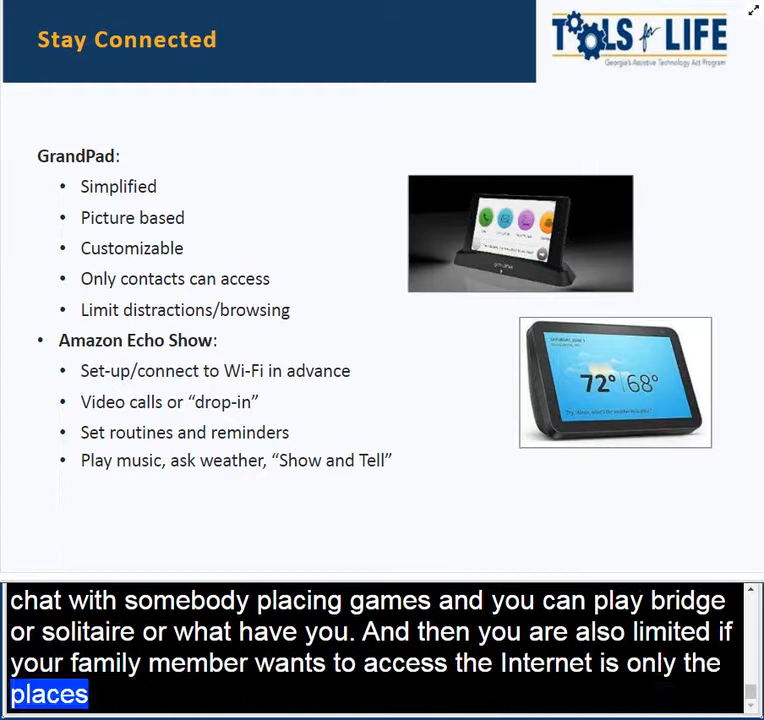 Stay Connected
TOOLS for LIFE
Georgia's Assistive Technology Act Program
GrandPad:
• Simplified
• Picture based
• Customizable
• Only contacts can access
• Limit distractions/browsing
• Amazon Echo Show:
• Set-up/connect to Wi-Fi in advance
• Video calls or “drop-in”
• Set routines and reminders
• Play music, ask weather, “Show and Tell”
grandPad
72° 68°
chat with somebody placing games and you can play bridge
or solitaire or what have you. And then you are also limited if
your family member wants to access the Internet is only the
places